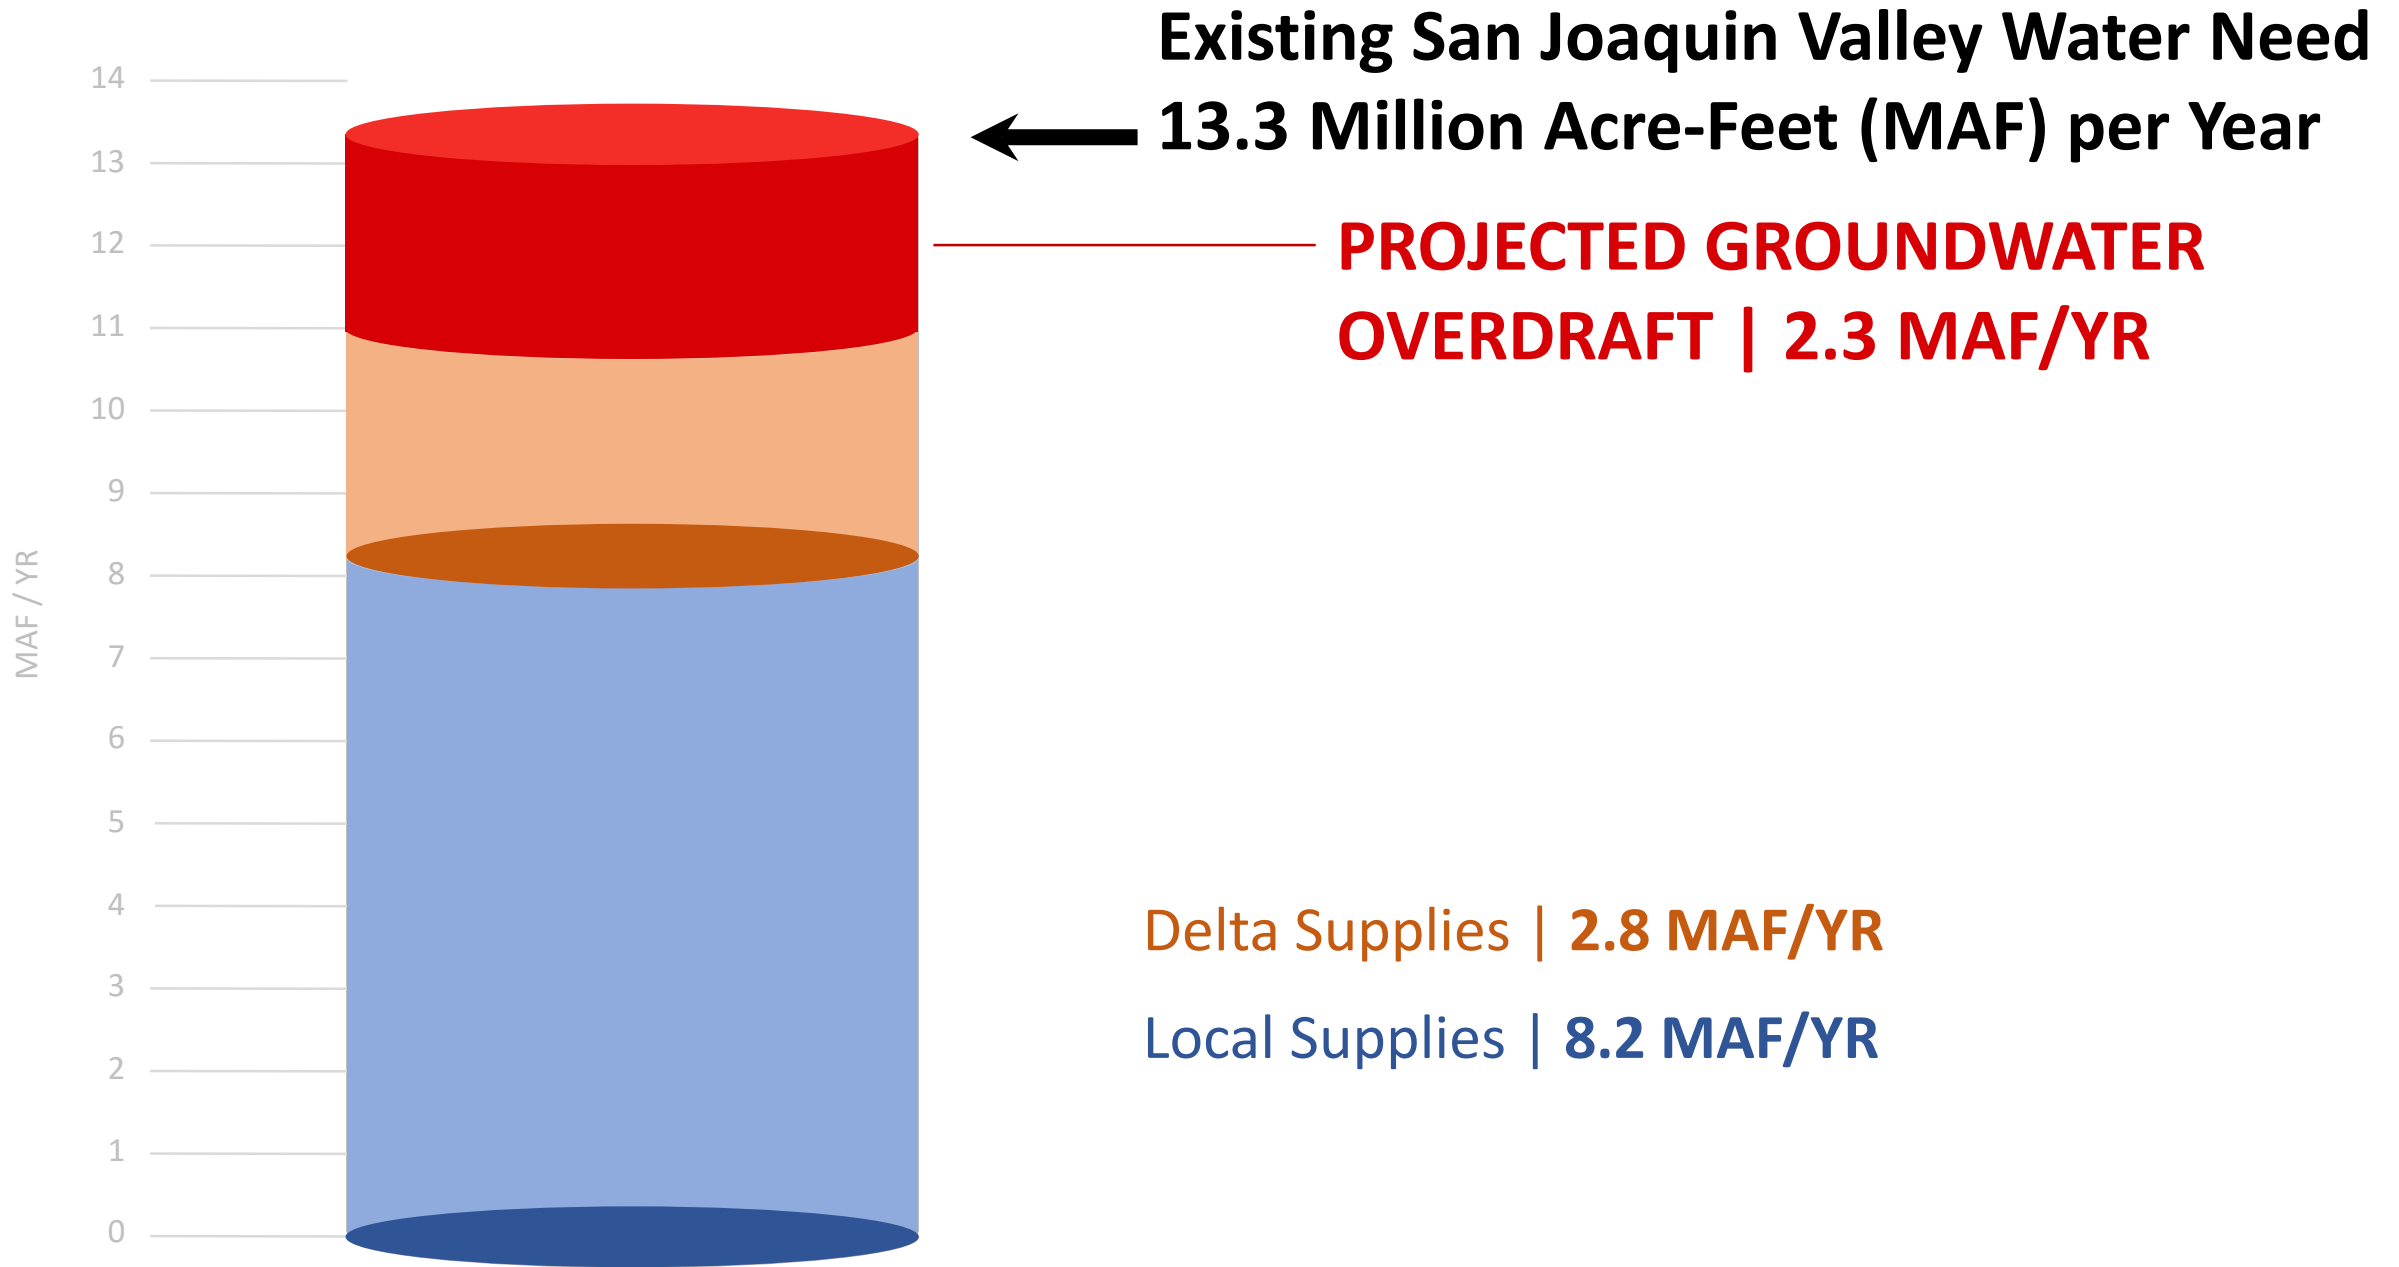 Existing San Joaquin Valley Water Need
13.3 Million Acre-Feet (MAF) per Year
PROJECTED GROUNDWATER
OVERDRAFT | 2.3 MAF/YR
Delta Supplies | 2.8 MAF/YR
Local Supplies | 8.2 MAF/YR
MAF / YR
14
13
12
11
10
9
8
7
6
5
4
3
2
1
0